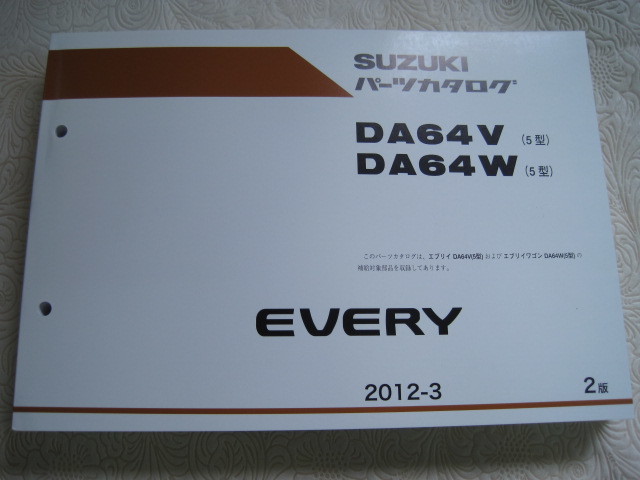 SUZUKI
パーツカタログ
DA64V (5型)
DA64W (5型)
このパーツカタログは、エブリイ DA64V(5型) および エブリイワゴン DA64W(5型) の
補給対象部品を収録してあります。
EVERY
2012-3
2版